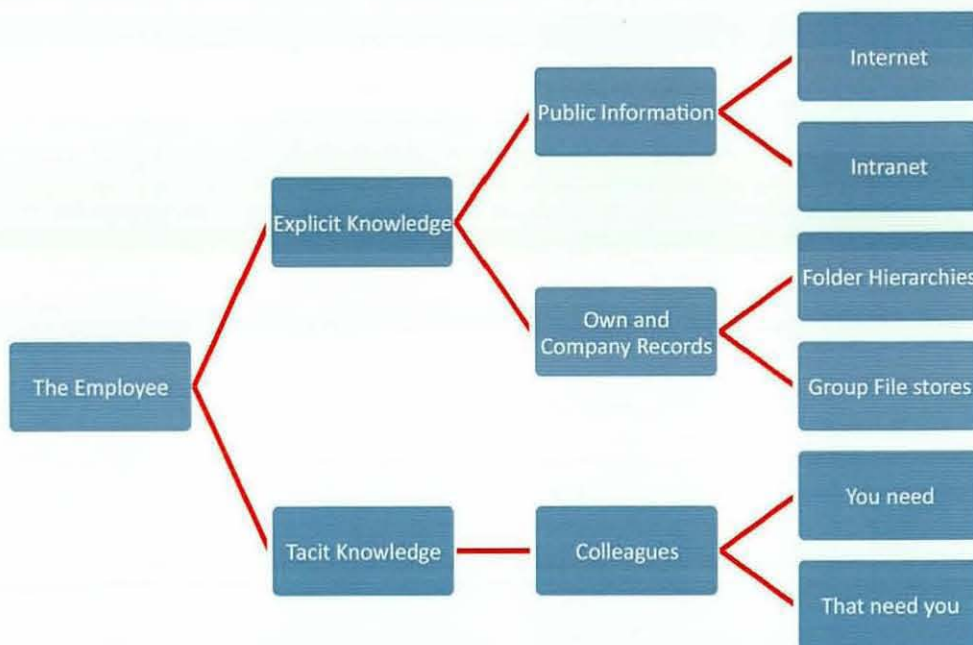 Internet
Public Information
Intranet
Explicit Knowledge
Folder Hierarchies
Own and
Company Records
The Employee
Group File stores
You need
Tacit Knowledge
Colleagues
That need you